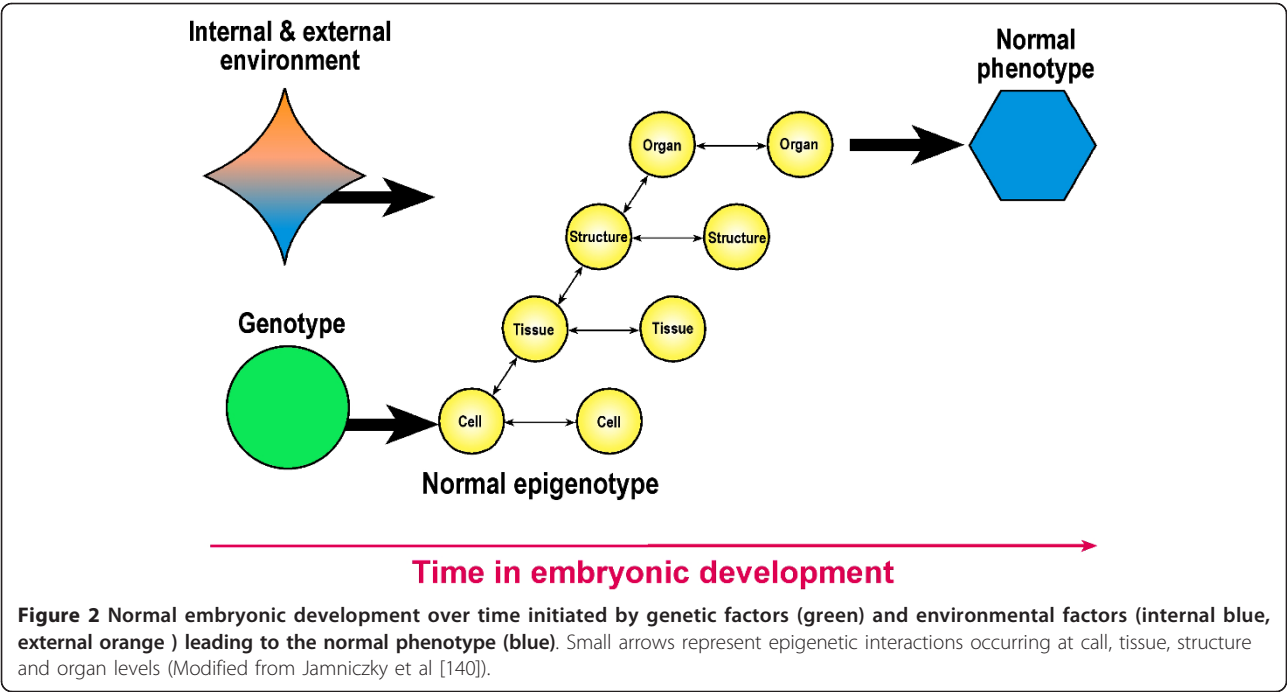 Internal & external
environment
Normal
phenotype
Organ
Organ
Structure
Structure
Genotype
Tissue
Tissue
Cell
Cell
Normal epigenotype
Time in embryonic development
Figure 2 Normal embryonic development over time initiated by genetic factors (green) and environmental factors (internal blue,
external orange ) leading to the normal phenotype (blue). Small arrows represent epigenetic interactions occurring at call, tissue, structure
and organ levels (Modified from Jamniczky et al [140]).